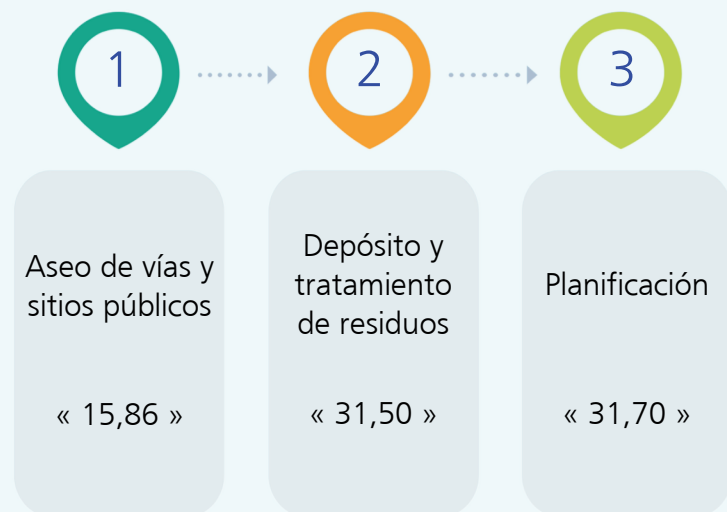 1
2
3
Aseo de vías y
sitios públicos
« 15,86 »
Depósito y
tratamiento
de residuos
« 31,50 »
Planificación
« 31,70 »